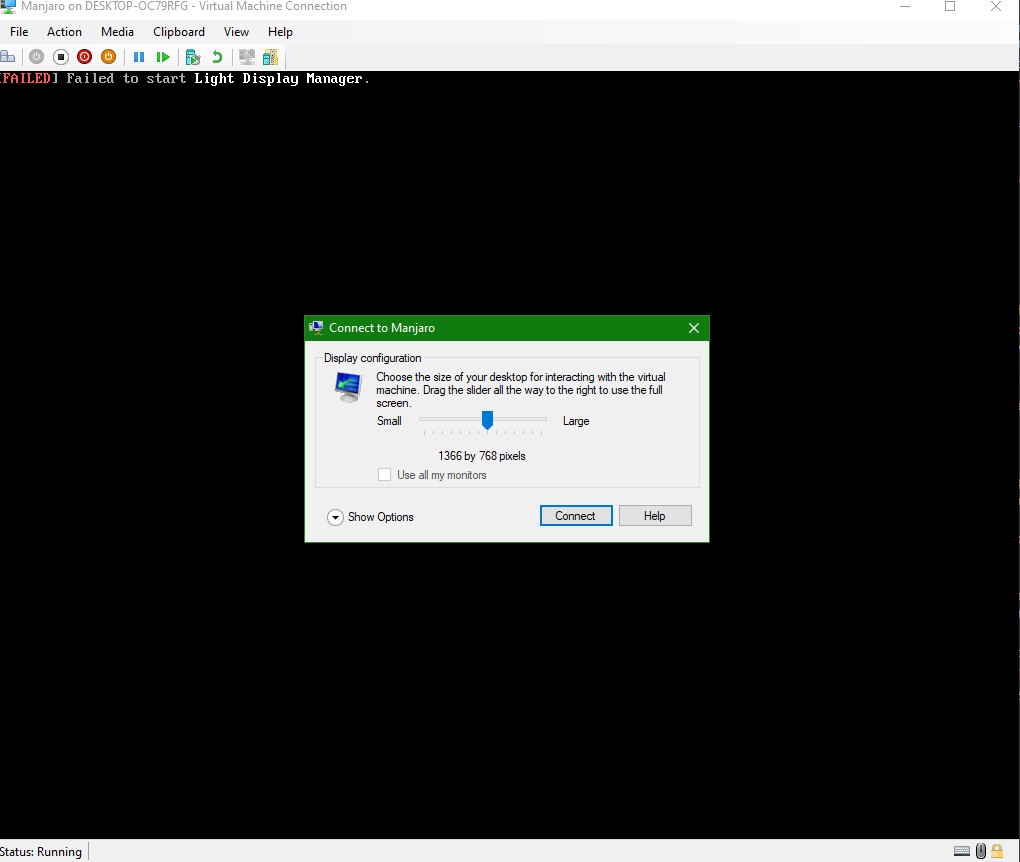 Manjaro on DESKTOP-OC79RFG - Virtual Machine Connection
File Action Media Clipboard View Help
[FAILED] Failed to start Light Display Manager.
Connect to Manjaro
Display configuration
Choose the size of your desktop for interacting with the virtual
machine. Drag the slider all the way to the right to use the full
screen.
Small Large
1366 by 768 pixels
Use all my monitors
Show Options Connect Help
Status: Running